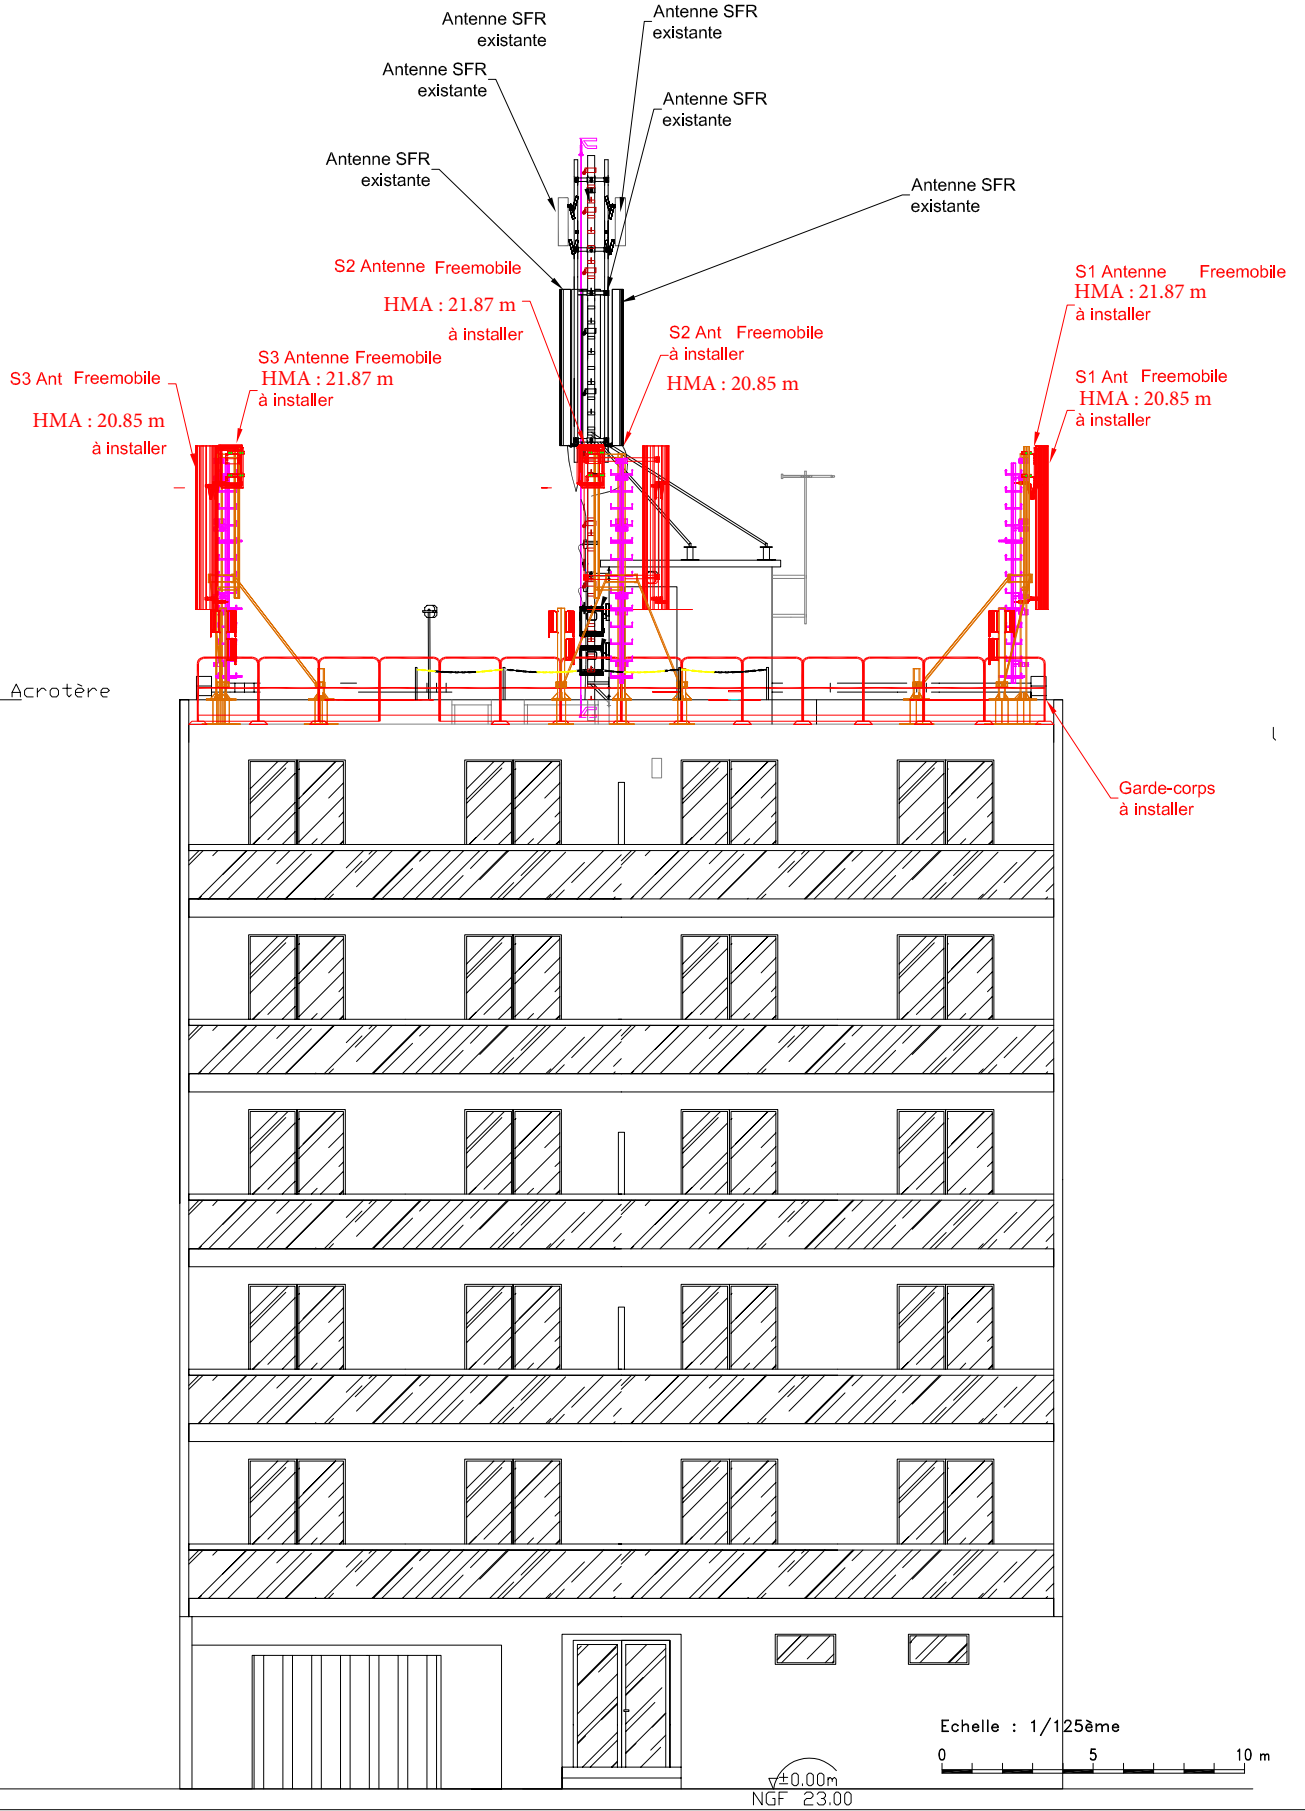 Antenne SFR
existante
Antenne SFR
existante
Antenne SFR
existante
Antenne SFR
existante
Antenne SFR
existante
Antenne SFR
existante
S2 Antenne Freemobile
HMA : 21.87 m
à installer
S1 Antenne Freemobile
HMA : 21.87 m
à installer
S2 Ant Freemobile
à installer
HMA : 20.85 m
S3 Antenne Freemobile
HMA : 21.87 m
à installer
S3 Ant Freemobile
HMA : 20.85 m
à installer
S1 Ant Freemobile
HMA : 20.85 m
à installer
Acrotère
Garde-corps
à installer
Echelle : 1/125ème
0 5 10 m
±0.00m
NGF 23.00